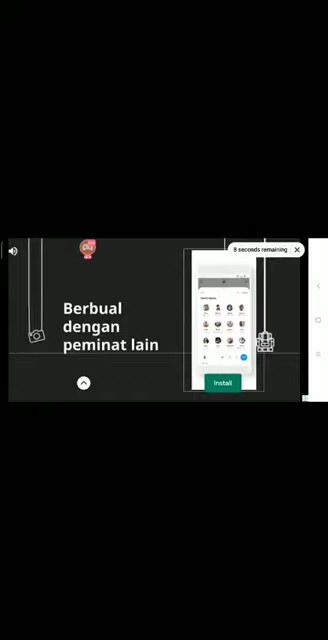 8 seconds remaining
Berbual
dengan
peminat lain
Install